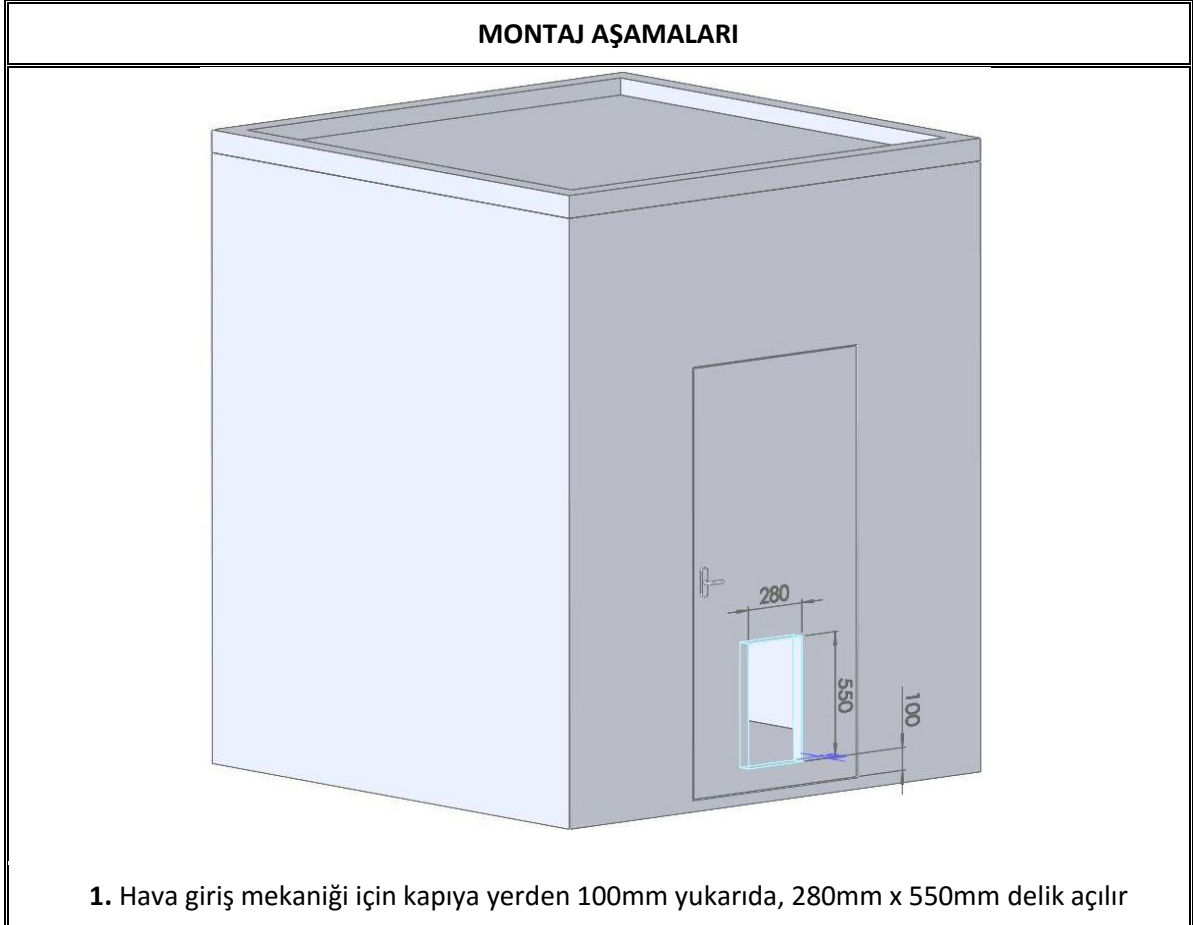 MONTAJ AŞAMALARI
280
550
100
1. Hava giriş mekaniği için kapıya yerden 100mm yukarıda, 280mm x 550mm delik açılır